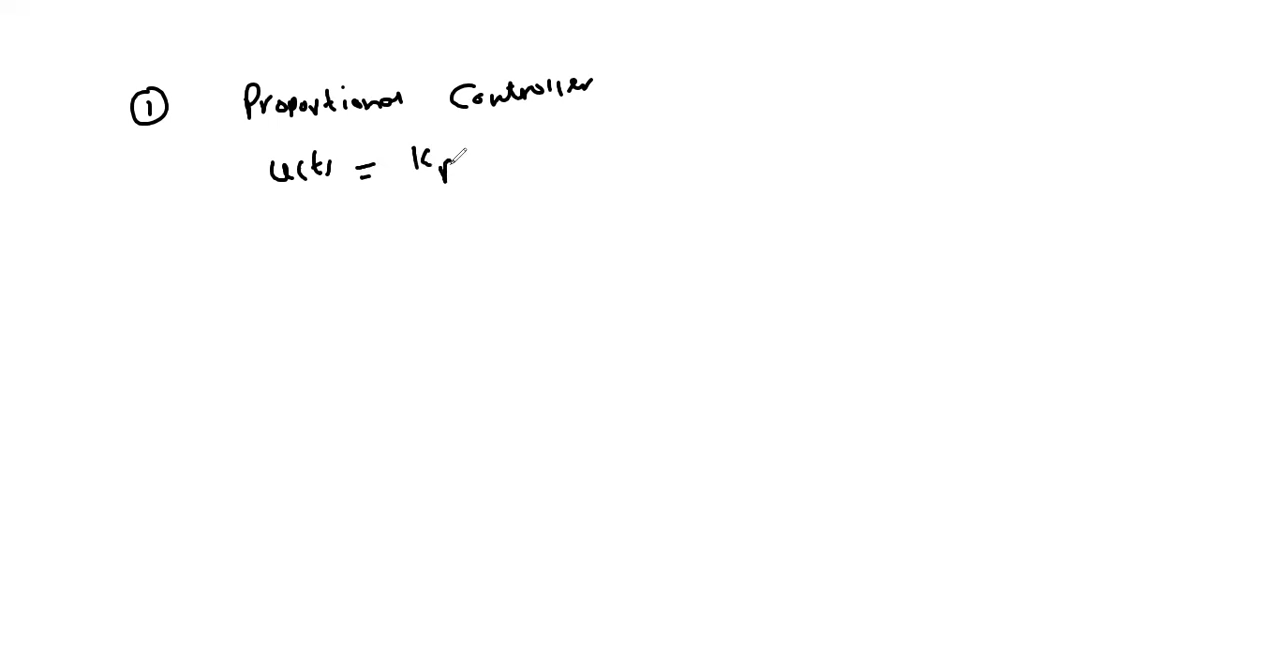 ① Proportional Controller
u(t) = Kp